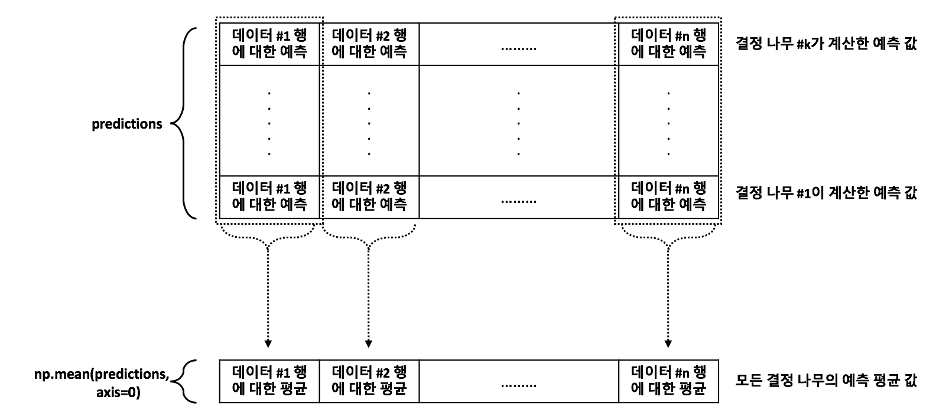 데이터 #1 행
에 대한 예측
데이터 #2 행
에 대한 예측
.........
데이터 #n 행
에 대한 예측
결정 나무 #k가 계산한 예측 값
predictions
데이터 #1 행
에 대한 예측
데이터 #2 행
에 대한 예측
.........
데이터 #n 행
에 대한 예측
결정 나무 #1이 계산한 예측 값
np.mean(predictions,
axis=0)
데이터 #1 행
에 대한 평균
데이터 #2 행
에 대한 평균
.........
데이터 #n 행
에 대한 평균
모든 결정 나무의 예측 평균 값